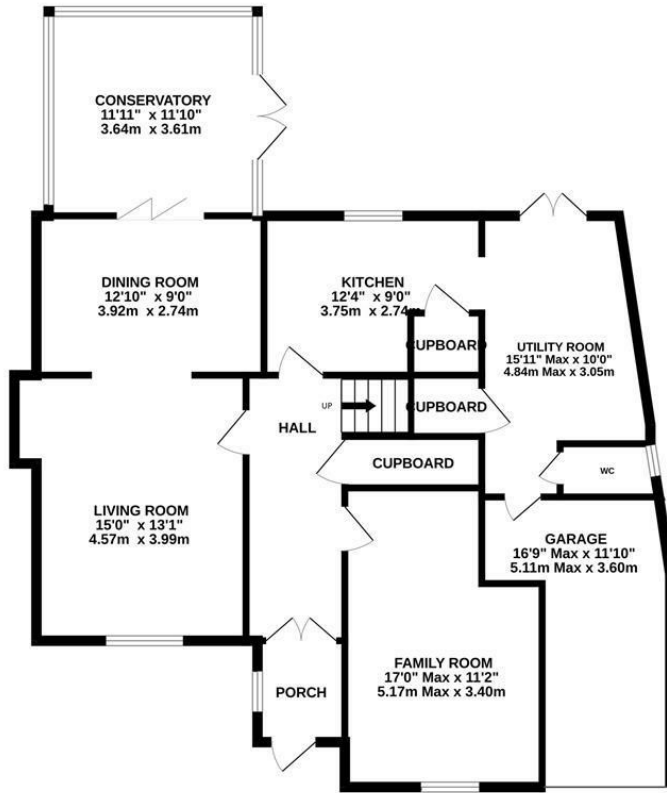 CONSERVATORY
11'11" x 11'10"
3.64m x 3.61m
DINING ROOM
12'10" x 9'0"
3.92m x 2.74m
KITCHEN
12'4" x 9'0"
3.75m x 2.74m
CUPBOARD
UTILITY ROOM
15'11" Max x 10'0"
4.84m Max x 3.05m
UP
CUPBOARD
HALL
CUPBOARD
WC
LIVING ROOM
15'0" x 13'1"
4.57m x 3.99m
GARAGE
16'9" Max x 11'10"
5.11m Max x 3.60m
FAMILY ROOM
17'0" Max x 11'2"
5.17m Max x 3.40m
PORCH